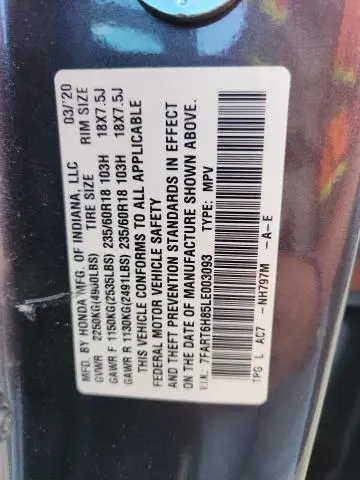 MFD. BY HONDA MFG. OF INDIANA, LLC 03/'20
GVWR 2250KG(4960LBS) TIRE SIZE RIM SIZE
GAWR F 1150KG(2535LBS) 235/60R18 103H 18X7.5J
GAWR R 1130KG(2491LBS) 235/60R18 103H 18X7.5J
THIS VEHICLE CONFORMS TO ALL APPLICABLE
FEDERAL MOTOR VEHICLE SAFETY
AND THEFT PREVENTION STANDARDS IN EFFECT
ON THE DATE OF MANUFACTURE SHOWN ABOVE.
V.I.N.: 7FART6H85LE003093 TYPE: MPV
TPG L AC7 -NH797M -A-E